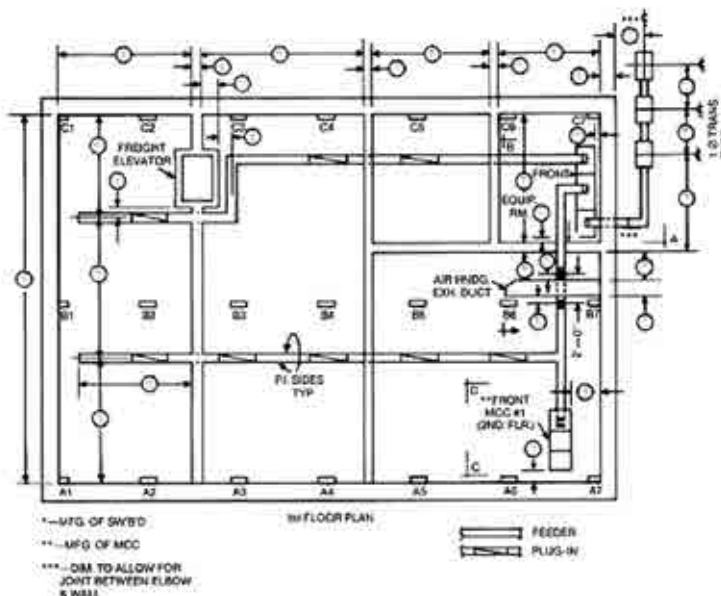 ***
1 Ø TRANS
C1 C2 C3 C4 C5 C6
FREIGHT
ELEVATOR
B
FRONT
EQUIP.
RM.
***
A
AIR HNDG.
EXH. DUCT
B1 B2 B3 B4 B5 B6 B7
P.I. SIDES
TYP
D
**FRONT
MCC #1
(2ND. FLR.)
C
A1 A2 A3 A4 A5 A6 A7
*—MFG. OF SWB'D
1st FLOOR PLAN
FEEDER
**—MFG. OF MCC
PLUG-IN
***—DIM. TO ALLOW FOR
JOINT BETWEEN ELBOW
& WALL